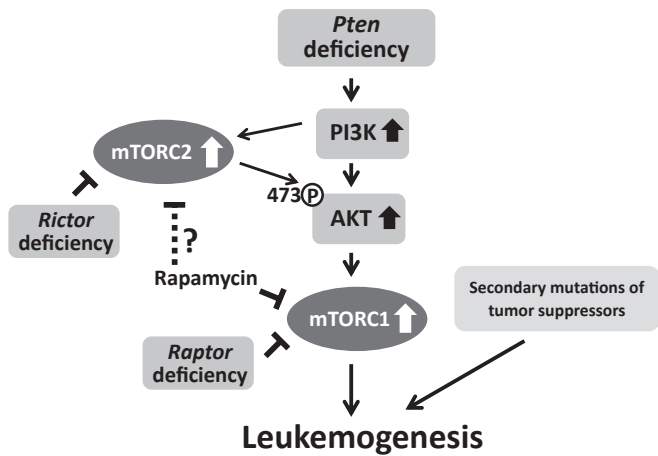 Pten
deficiency
PI3K
mTORC2
473 P
AKT
Rictor
deficiency
?
Rapamycin
mTORC1
Secondary mutations of
tumor suppressors
Raptor
deficiency
Leukemogenesis